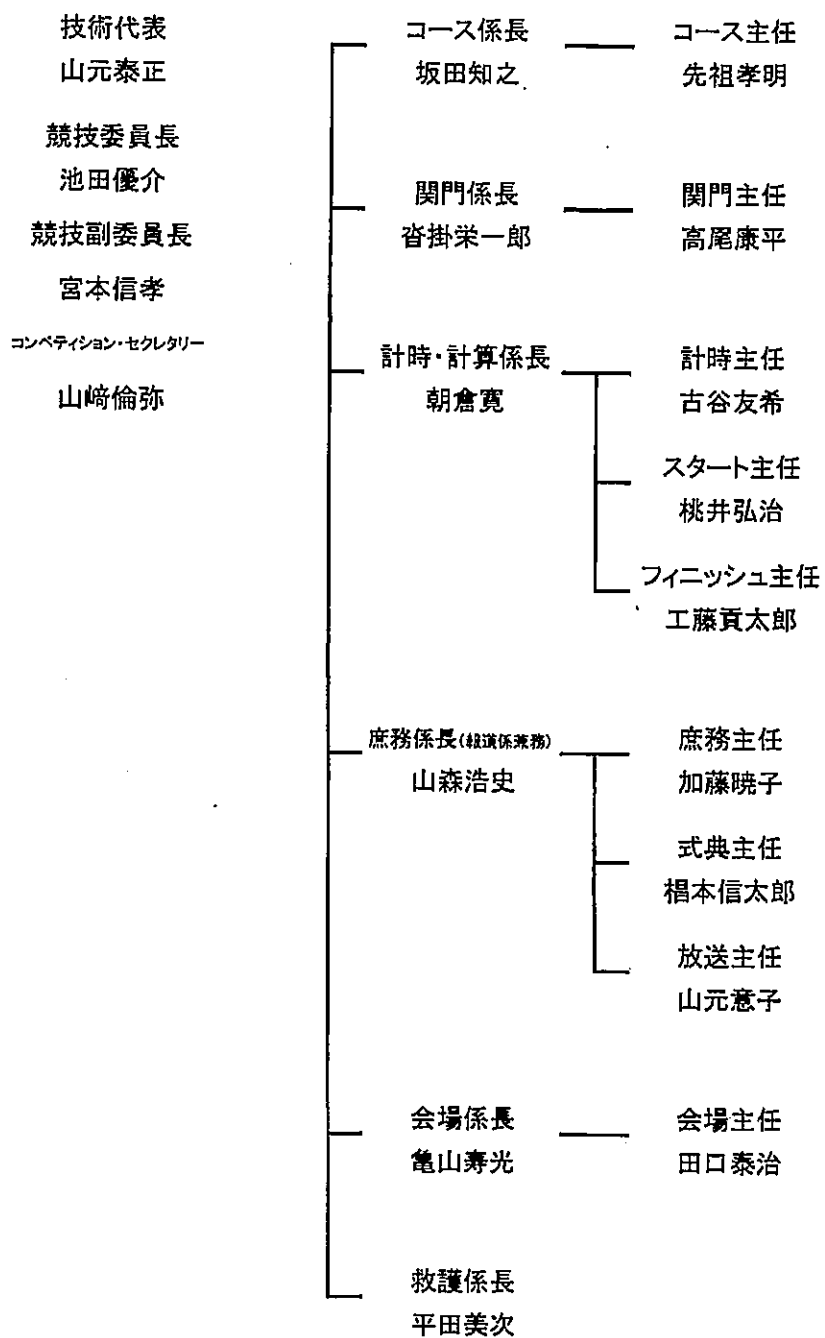 技術代表
山元泰正
競技委員長
池田優介
競技副委員長
宮本信孝
コンペティション・セクレタリー
山﨑倫弥
コース係長
坂田知之
コース主任
先祖孝明
関門係長
沓掛栄一郎
関門主任
高尾康平
計時・計算係長
朝倉寛
計時主任
古谷友希
スタート主任
桃井弘治
フィニッシュ主任
工藤貢太郎
庶務係長(報道係兼務)
山森浩史
庶務主任
加藤暁子
式典主任
椙本信太郎
放送主任
山元意子
会場係長
亀山寿光
会場主任
田口泰治
救護係長
平田美次